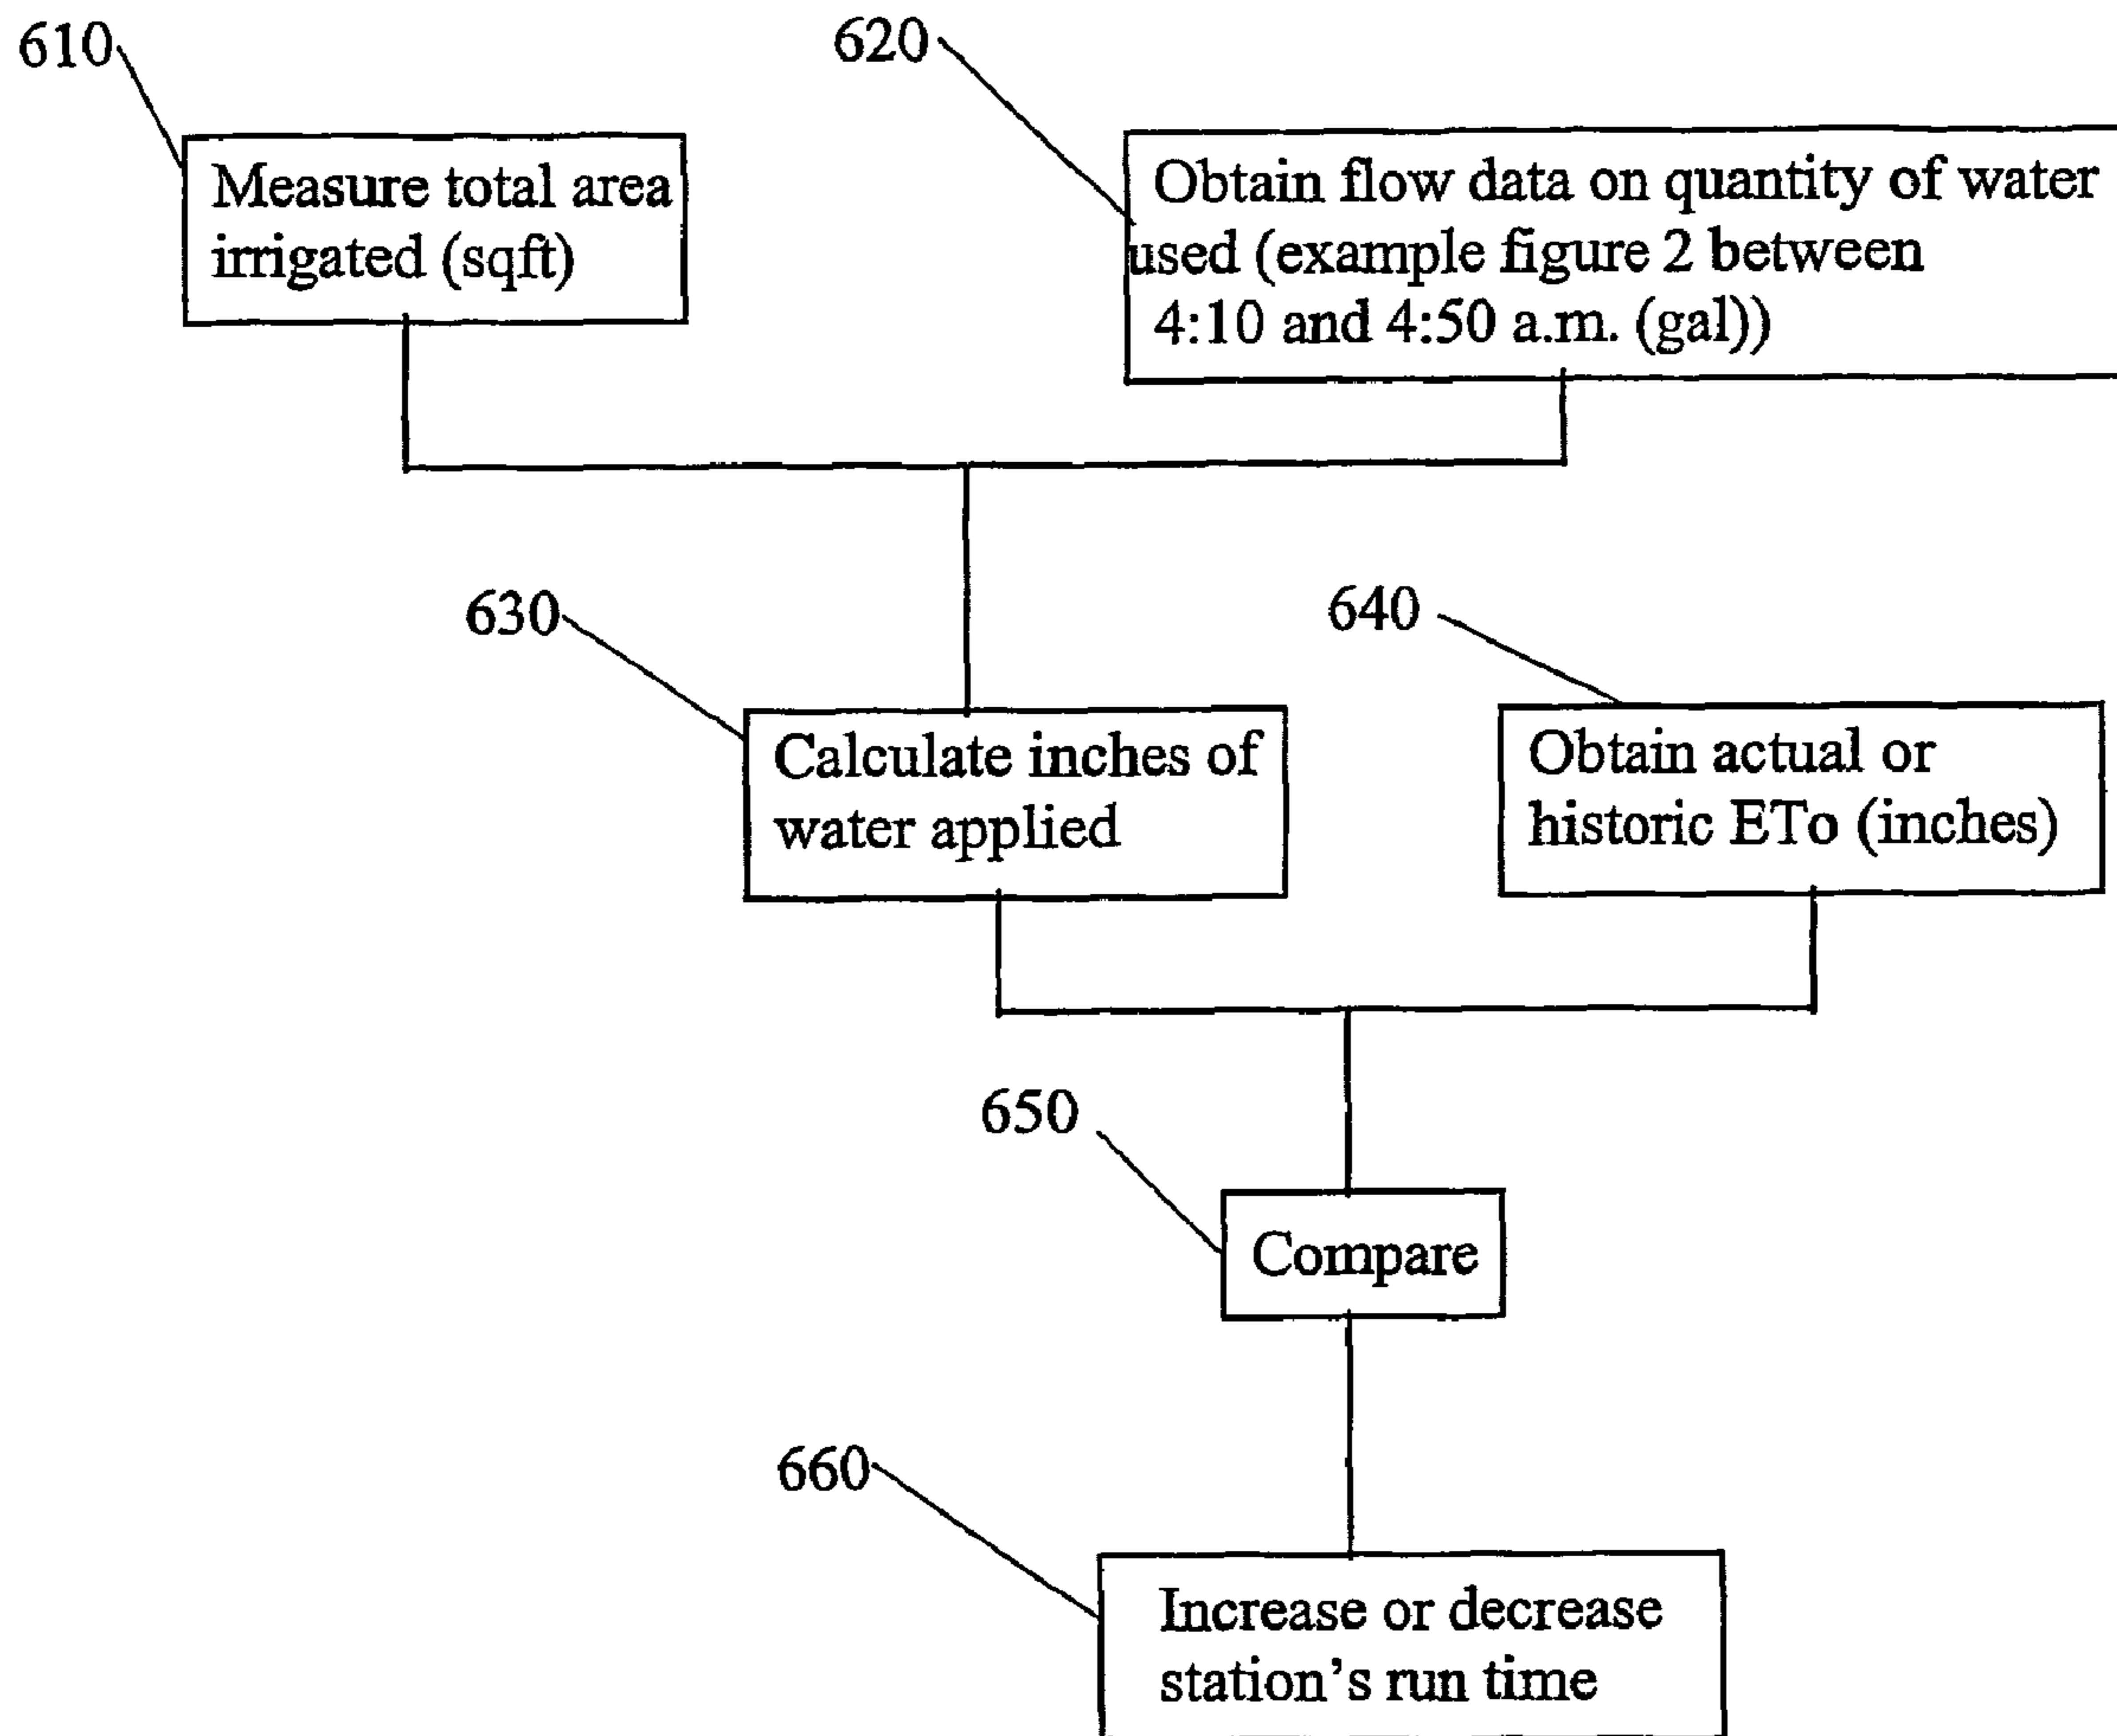 610
620
Measure total area
irrigated (sqft)
Obtain flow data on quantity of water
used (example figure 2 between
4:10 and 4:50 a.m. (gal))
630
640
Calculate inches of
water applied
Obtain actual or
historic ETo (inches)
650
Compare
660
Increase or decrease
station's run time